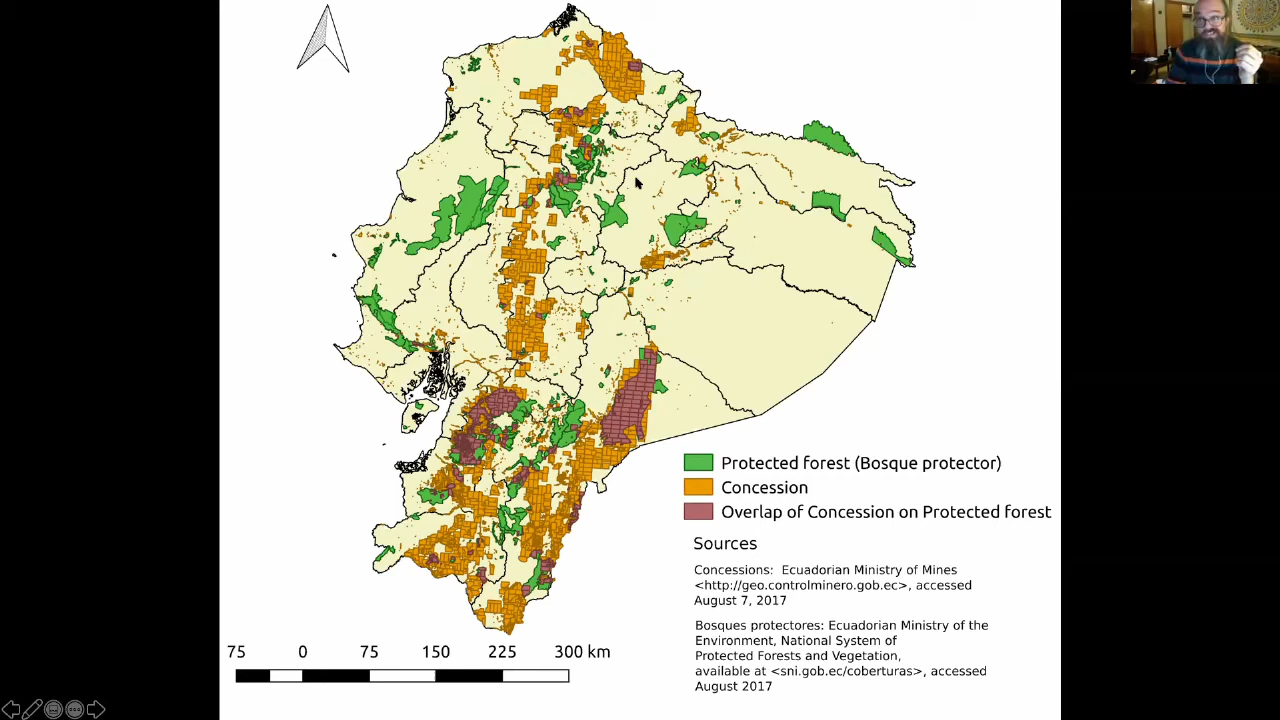 Protected forest (Bosque protector)
Concession
Overlap of Concession on Protected forest
Sources
Concessions: Ecuadorian Ministry of Mines
<http://geo.controlminero.gob.ec>, accessed
August 7, 2017
Bosques protectores: Ecuadorian Ministry of the
Environment, National System of
Protected Forests and Vegetation,
available at <sni.gob.ec/coberturas>, accessed
August 2017
75 0 75 150 225 300 km